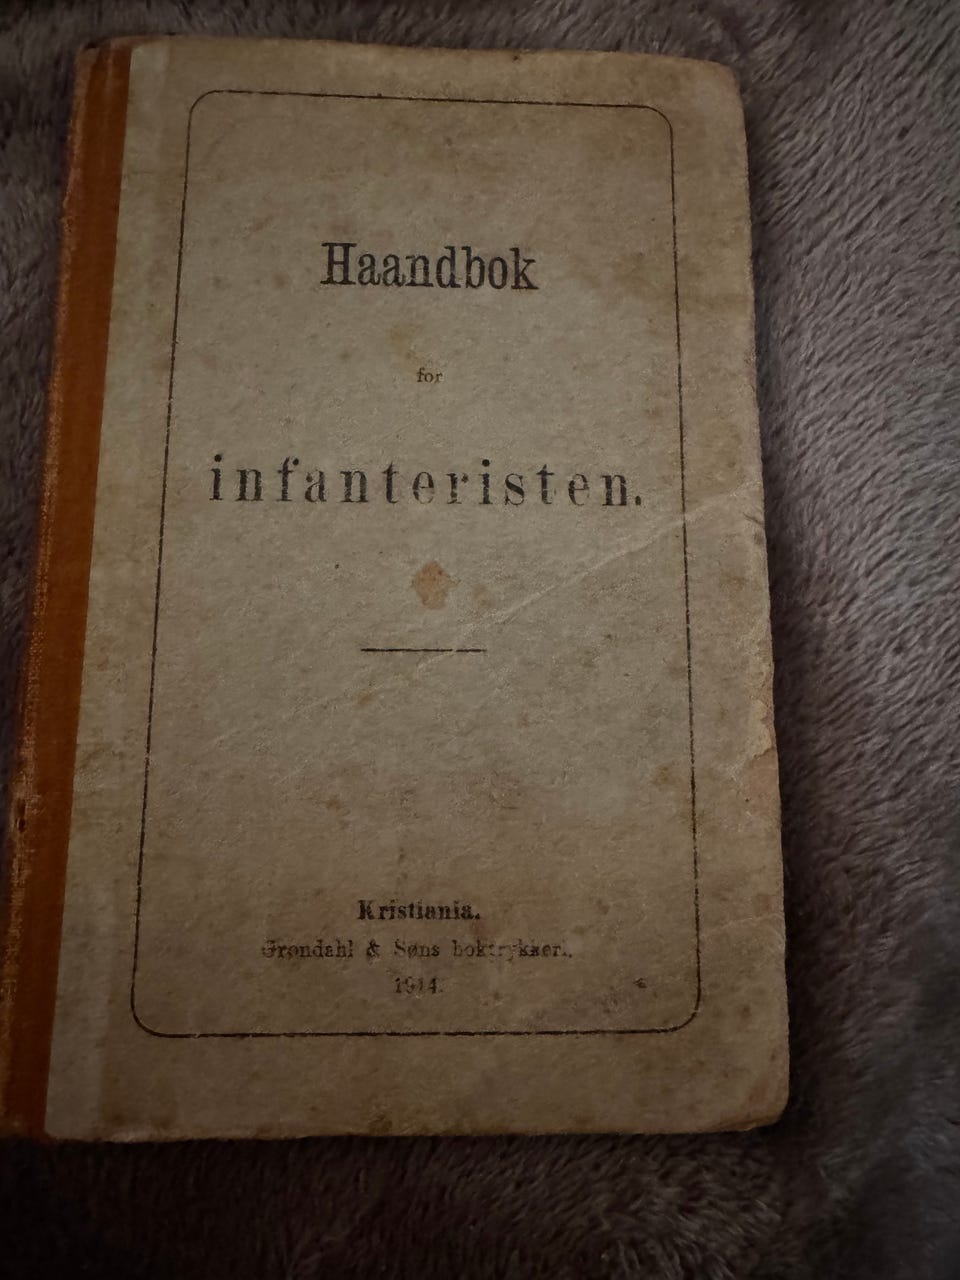 Haandbok
for
infanteristen.
Kristiania.
Grøndahl & Søns boktrykkeri.
1914.